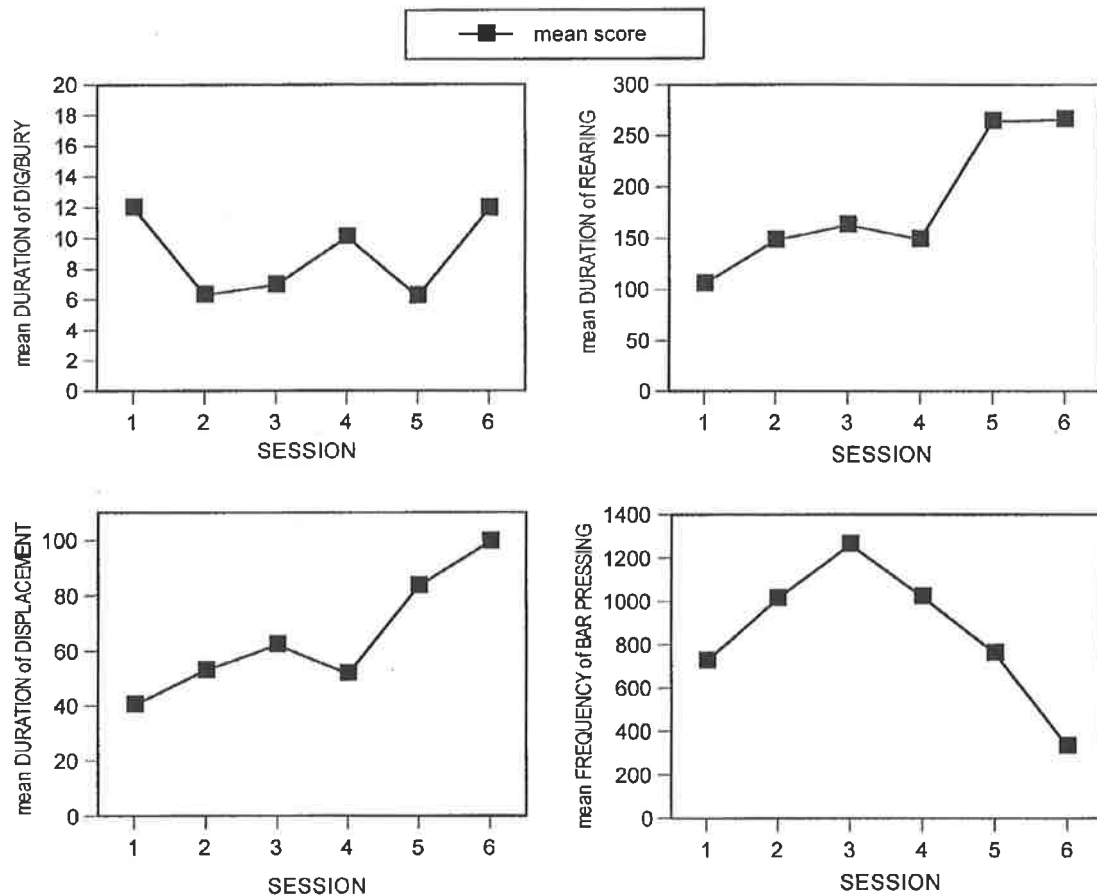 mean score
mean DURATION of DIG/BURY
20
18
16
14
12
10
8
6
4
2
0
1 2 3 4 5 6
SESSION
mean DURATION of REARING
300
250
200
150
100
50
0
1 2 3 4 5 6
SESSION
mean DURATION of DISPLACEMENT
100
80
60
40
20
0
1 2 3 4 5 6
SESSION
mean FREQUENCY of BAR PRESSING
1400
1200
1000
800
600
400
200
0
1 2 3 4 5 6
SESSION